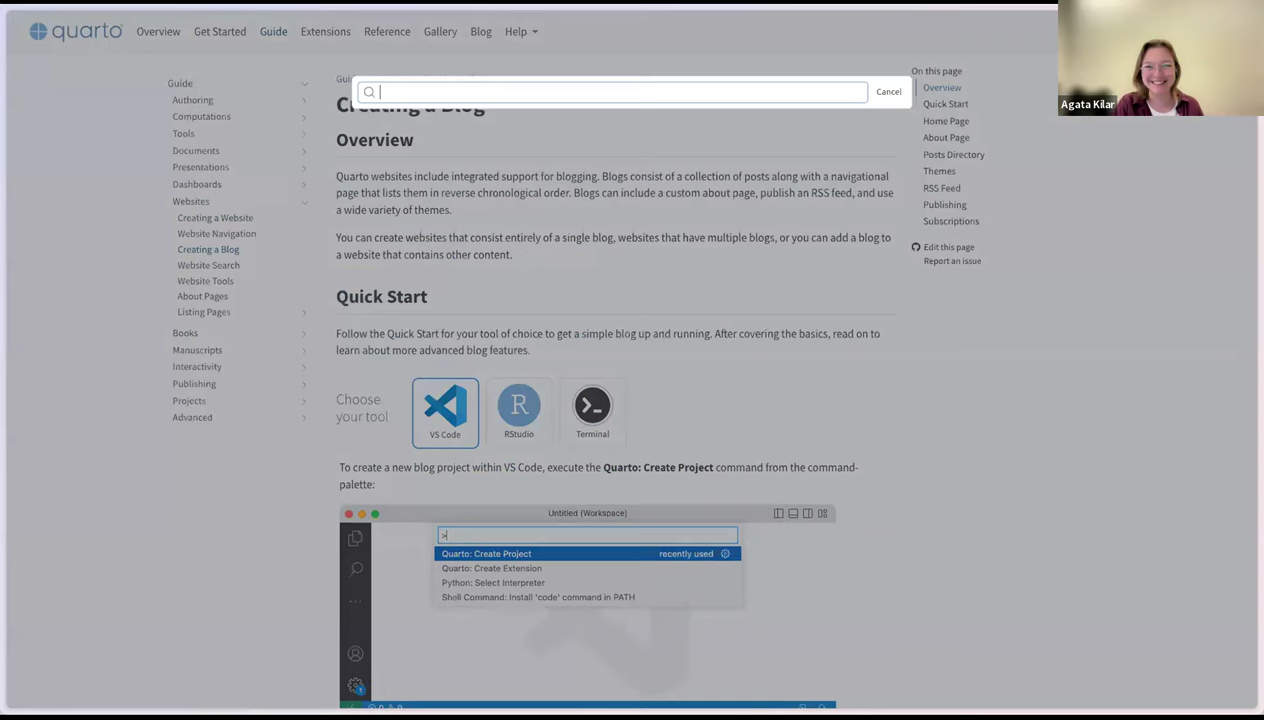 quarto
Overview
Get Started
Guide
Extensions
Reference
Gallery
Blog
Help
Agata Kilar
Cancel
Guide
Authoring
Computations
Tools
Documents
Presentations
Dashboards
Websites
Creating a Website
Website Navigation
Creating a Blog
Website Search
Website Tools
About Pages
Listing Pages
Books
Manuscripts
Interactivity
Publishing
Projects
Advanced
Creating a Blog
Overview
Quarto websites include integrated support for blogging. Blogs consist of a collection of posts along with a navigational
page that lists them in reverse chronological order. Blogs can include a custom about page, publish an RSS feed, and use
a wide variety of themes.
You can create websites that consist entirely of a single blog, websites that have multiple blogs, or you can add a blog to
a website that contains other content.
Quick Start
Follow the Quick Start for your tool of choice to get a simple blog up and running. After covering the basics, read on to
learn about more advanced blog features.
Choose
your tool
VS Code
R
RStudio
Terminal
To create a new blog project within VS Code, execute the Quarto: Create Project command from the command-
palette:
Untitled (Workspace)
>
Quarto: Create Project recently used
Quarto: Create Extension
Python: Select Interpreter
Shell Command: Install 'code' command in PATH
1
On this page
Overview
Quick Start
Home Page
About Page
Posts Directory
Themes
RSS Feed
Publishing
Subscriptions
Edit this page
Report an issue